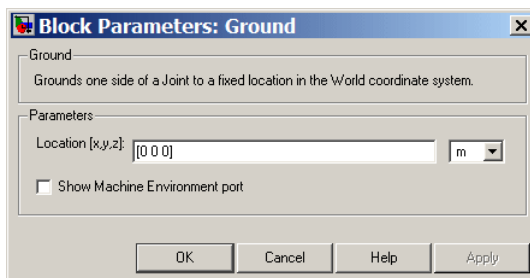 Block Parameters: Ground
Ground
Grounds one side of a Joint to a fixed location in the World coordinate system.
Parameters
Location [x,y,z]: [0 0 0] m
Show Machine Environment port
OK Cancel Help Apply